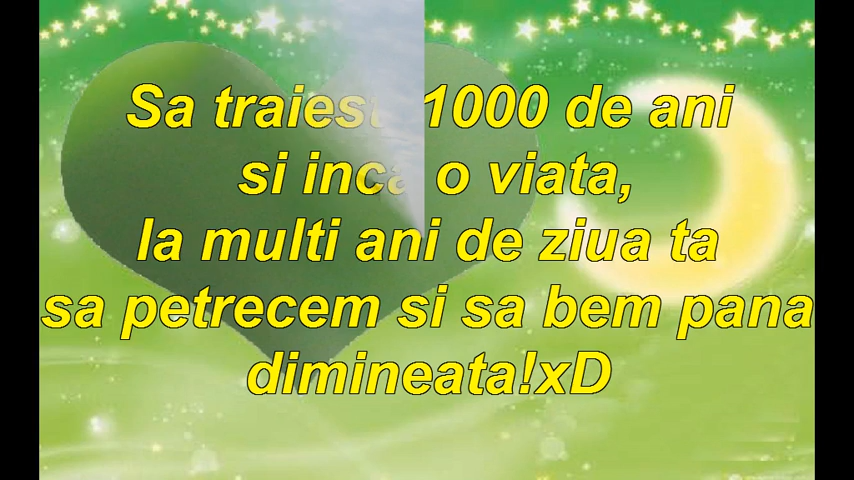 Sa traiesti 1000 de ani
si inca o viata,
la multi ani de ziua ta
sa petrecem si sa bem pana
dimineata!xD